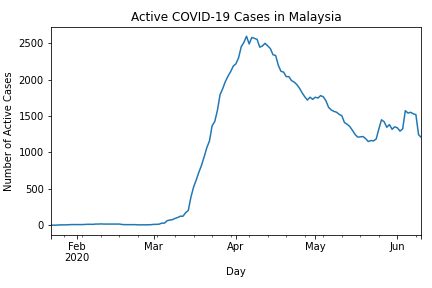 Active COVID-19 Cases in Malaysia
Number of Active Cases
2500
2000
1500
1000
500
0
Feb
2020
Mar
Apr
May
Jun
Day